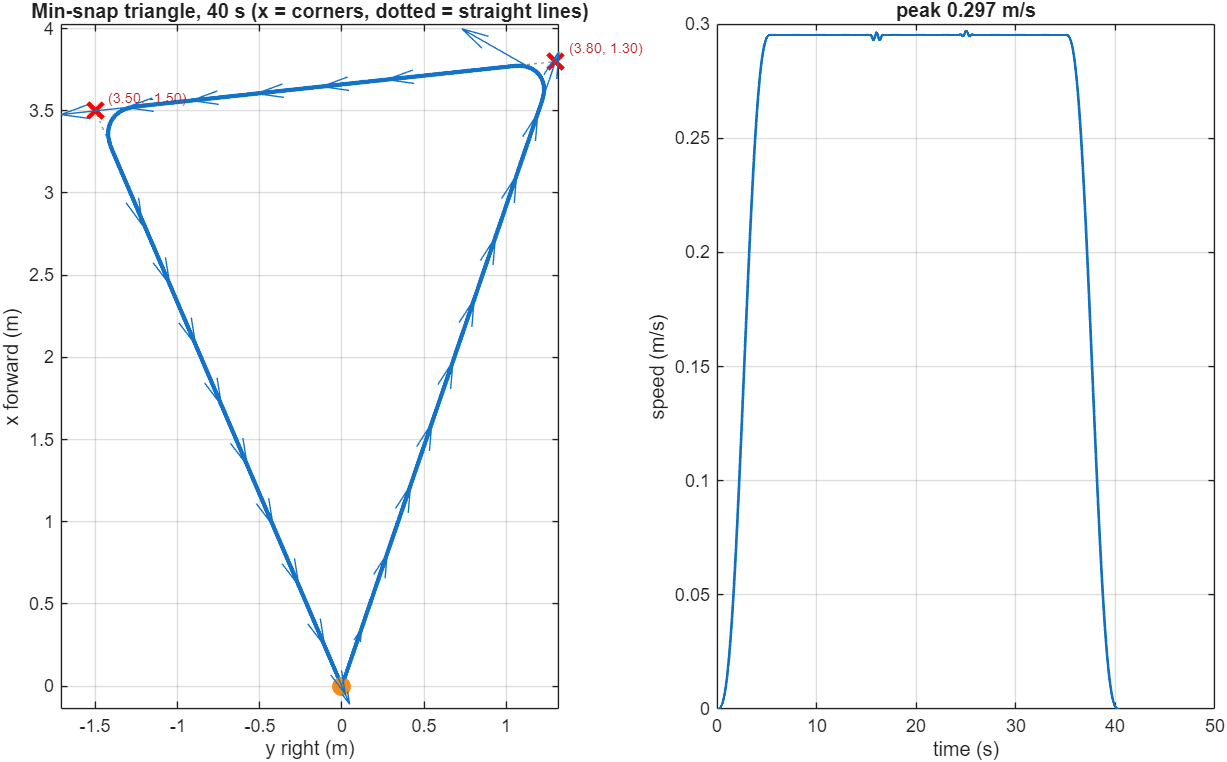 Min-snap triangle, 40 s (x = corners, dotted = straight lines)
4
3.5
3
2.5
2
1.5
1
0.5
0
x forward (m)
(3.80, 1.30)
(3.50, -1.50)
-1.5 -1 -0.5 0 0.5 1
y right (m)
peak 0.297 m/s
0.3
0.25
0.2
0.15
0.1
0.05
0
speed (m/s)
0 10 20 30 40 50
time (s)